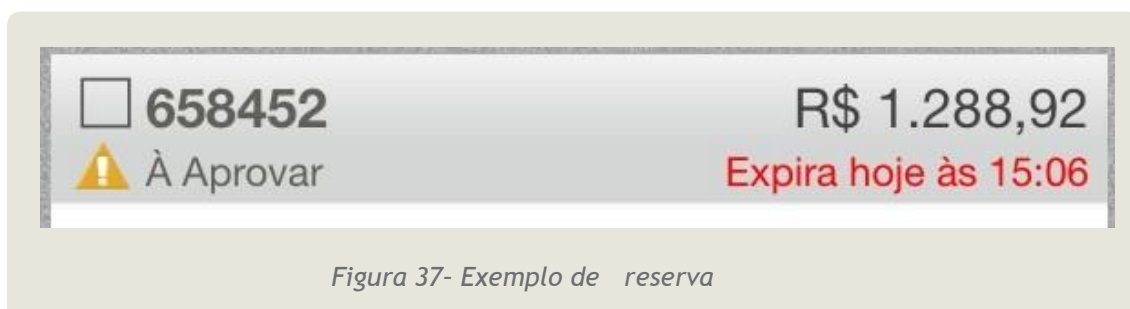 658452 R$ 1.288,92
À Aprovar Expira hoje às 15:06
Figura 37- Exemplo de reserva